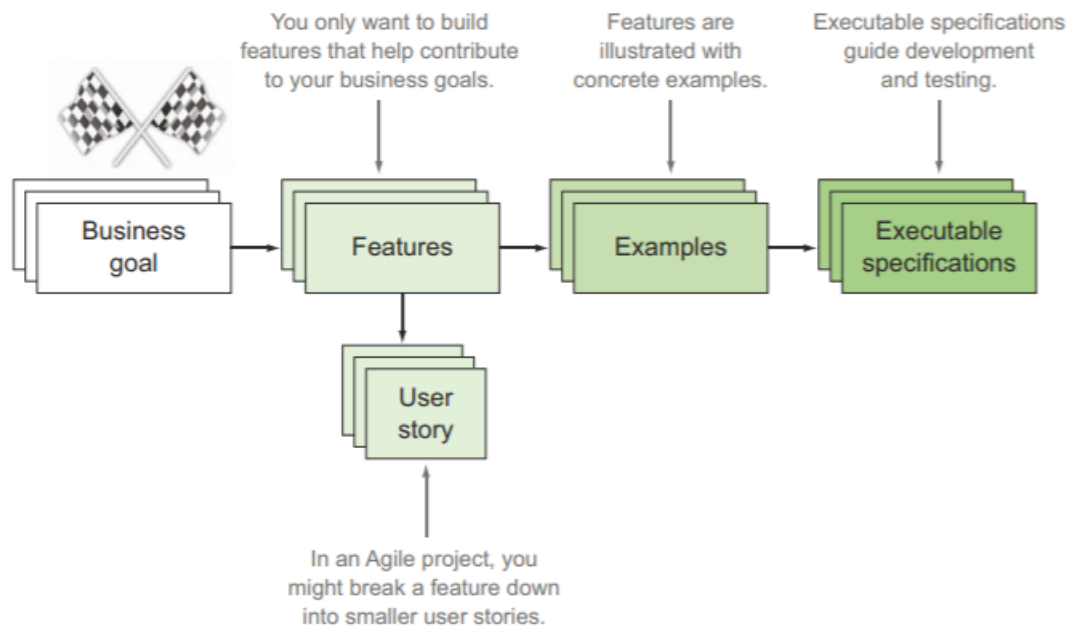 You only want to build
features that help contribute
to your business goals.
Features are
illustrated with
concrete examples.
Executable specifications
guide development
and testing.
Business
goal
Features
Examples
Executable
specifications
User
story
In an Agile project, you
might break a feature down
into smaller user stories.